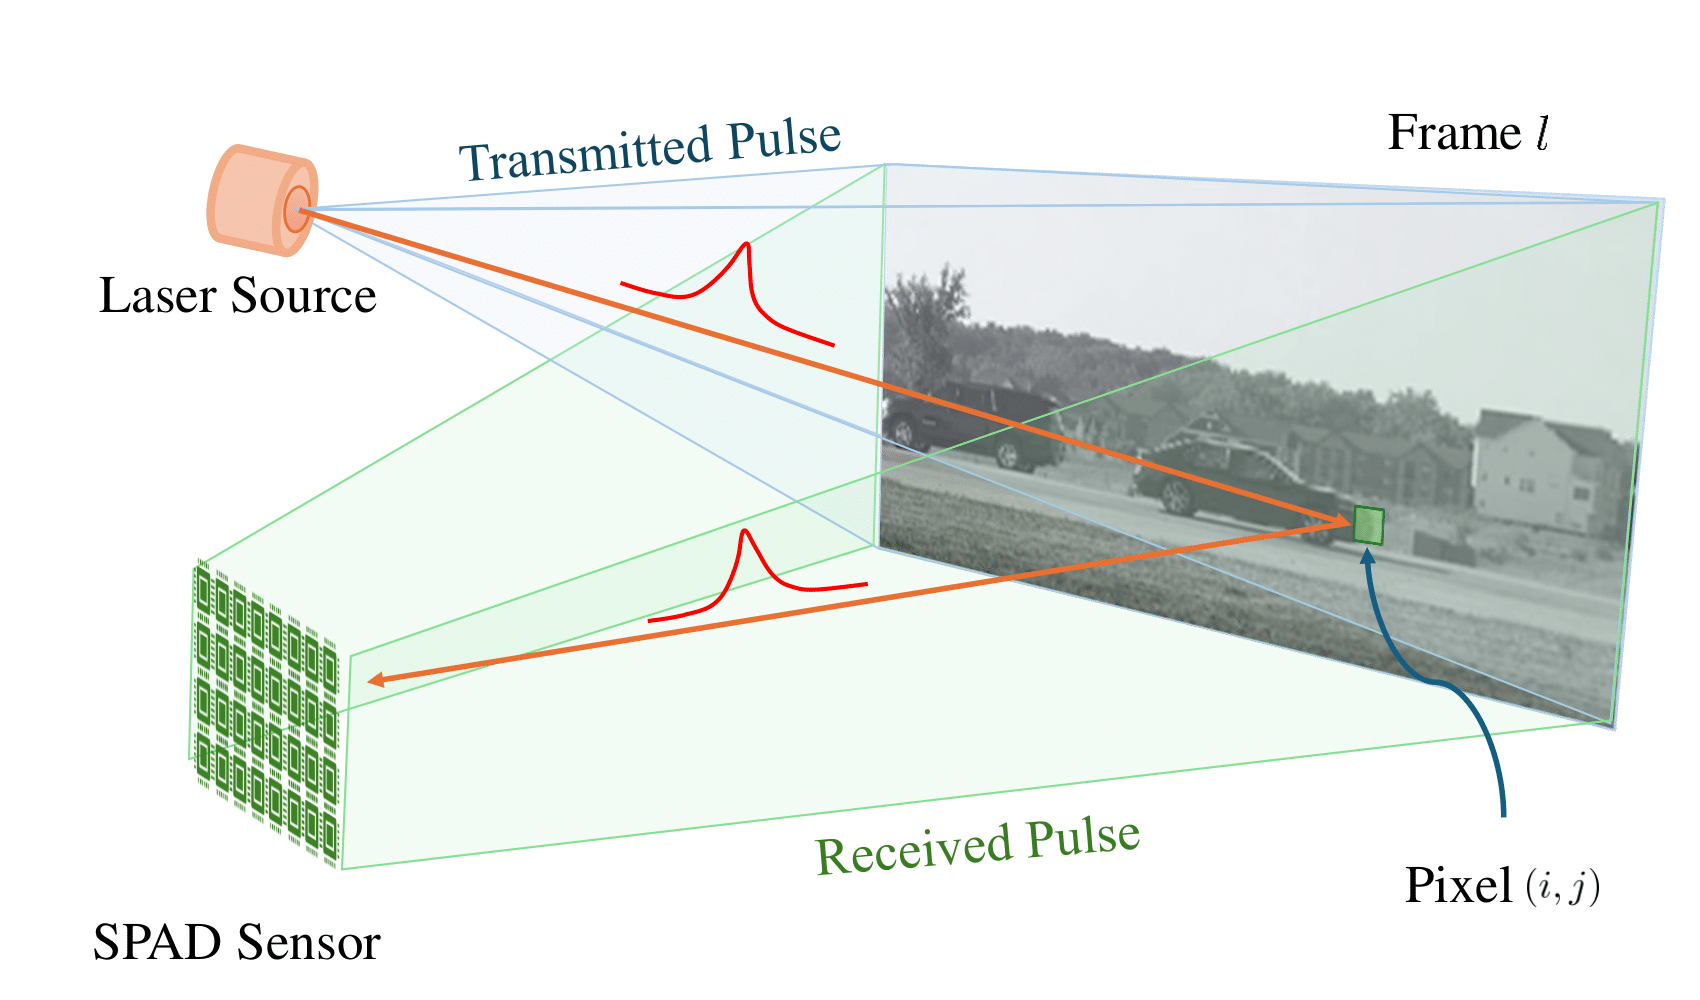 Transmitted Pulse
Frame l
Laser Source
Received Pulse
Pixel (i, j)
SPAD Sensor